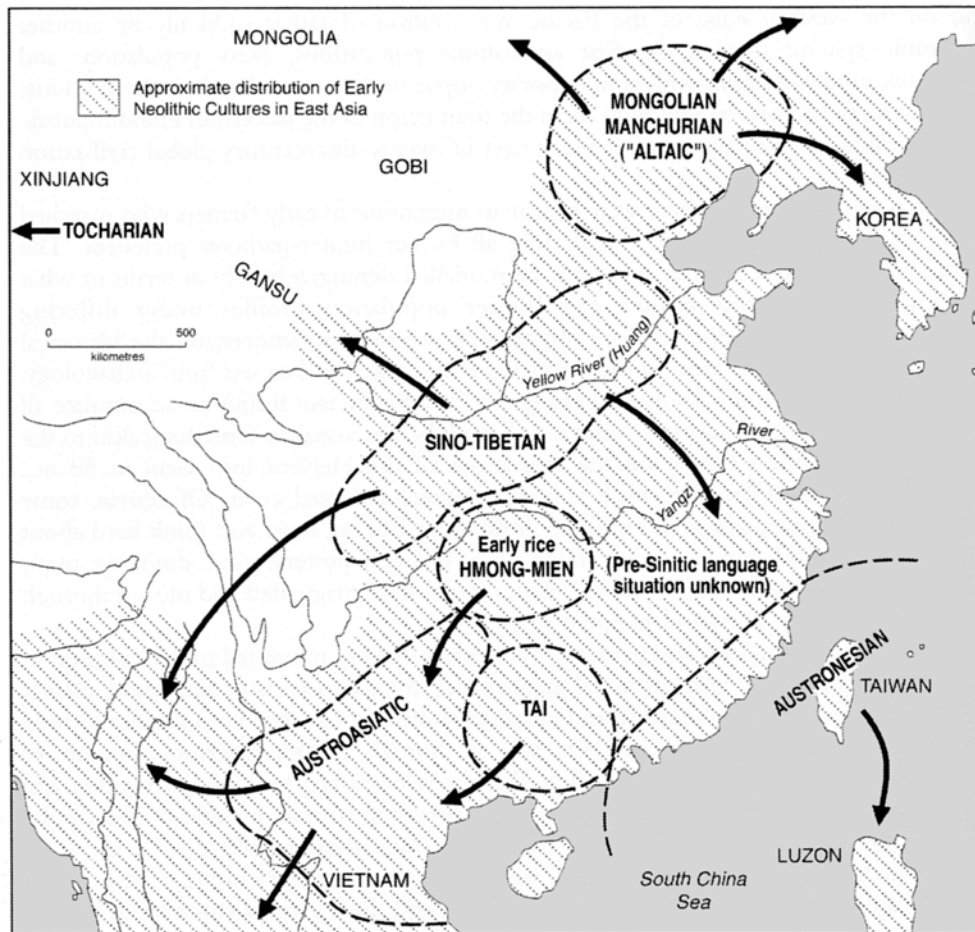 MONGOLIA
Approximate distribution of Early
Neolithic Cultures in East Asia
MONGOLIAN
MANCHURIAN
("ALTAIC")
XINJIANG
GOBI
TOCHARIAN
KOREA
GANSU
0 500
kilometres
Yellow River (Huang)
SINO-TIBETAN
Yangzi River
Early rice
HMONG-MIEN
(Pre-Sinitic language
situation unknown)
AUSTRONESIAN
TAIWAN
AUSTROASIATIC
TAI
LUZON
VIETNAM
South China
Sea